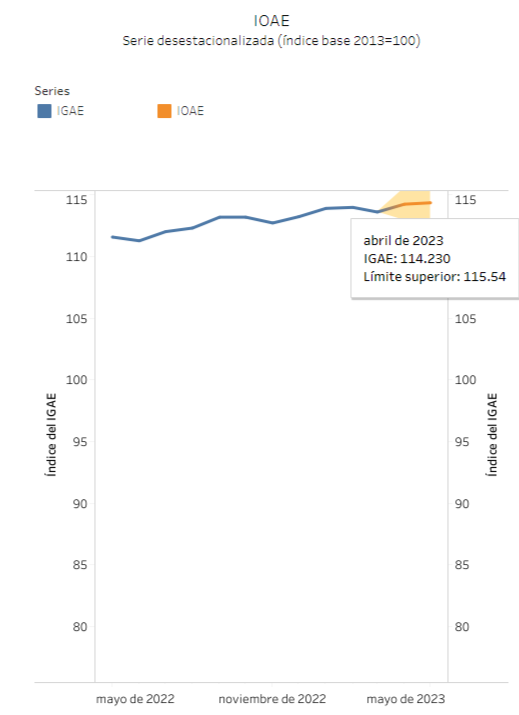 IOAE
Serie desestacionalizada (índice base 2013=100)
Series
IGAE
IOAE
115
115
abril de 2023
IGAE: 114.230
Límite superior: 115.54
110
105
105
100
100
95
95
90
90
85
85
80
80
Índice del IGAE
Índice del IGAE
mayo de 2022
noviembre de 2022
mayo de 2023